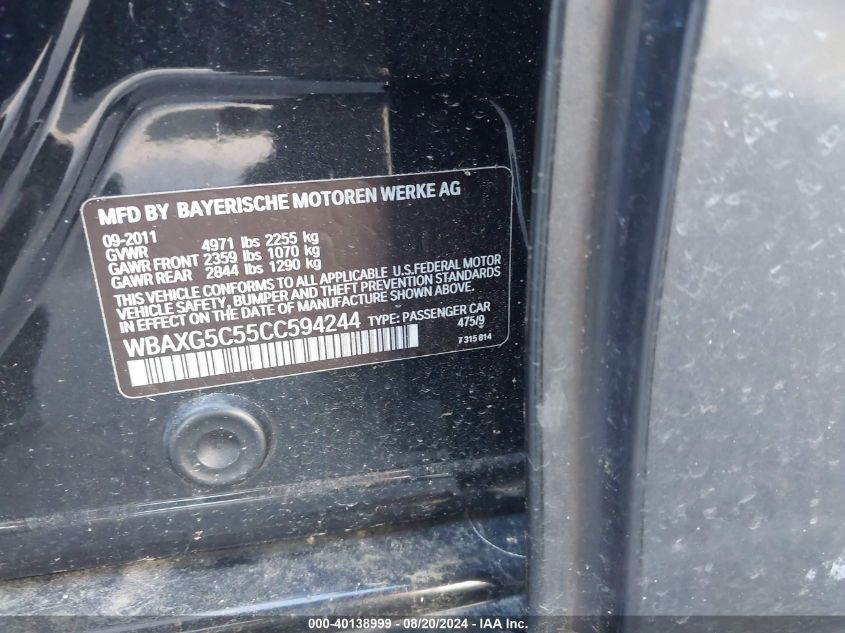 MFD BY BAYERISCHE MOTOREN WERKE AG
09-2011
GVWR 4971 lbs 2255 kg
GAWR FRONT 2359 lbs 1070 kg
GAWR REAR 2844 lbs 1290 kg
THIS VEHICLE CONFORMS TO ALL APPLICABLE U.S.FEDERAL MOTOR
VEHICLE SAFETY, BUMPER AND THEFT PREVENTION STANDARDS
IN EFFECT ON THE DATE OF MANUFACTURE SHOWN ABOVE.
WBAXG5C55CC594244 TYPE: PASSENGER CAR
475/9
7 315 814
000-40138999 - 08/20/2024 - IAA Inc.